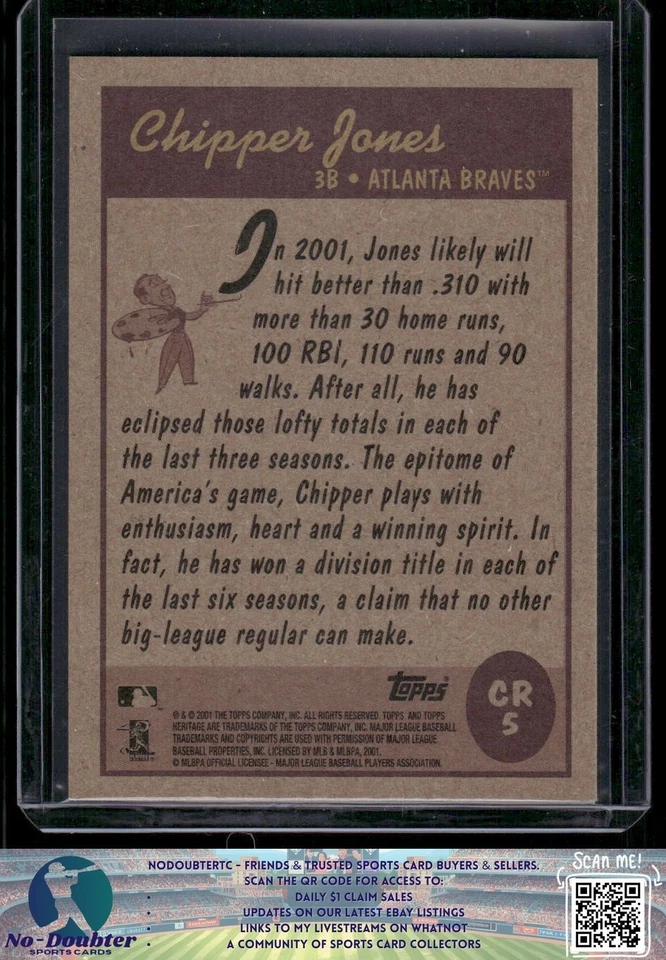 Chipper Jones
3B • ATLANTA BRAVES™
In 2001, Jones likely will
hit better than .310 with
more than 30 home runs,
100 RBI, 110 runs and 90
walks. After all, he has
eclipsed those lofty totals in each of
the last three seasons. The epitome of
America's game, Chipper plays with
enthusiasm, heart and a winning spirit. In
fact, he has won a division title in each of
the last six seasons, a claim that no other
big-league regular can make.
Topps
CR
5
® & © 2001 THE TOPPS COMPANY, INC. ALL RIGHTS RESERVED. TOPPS AND TOPPS
HERITAGE ARE TRADEMARKS OF THE TOPPS COMPANY, INC. MAJOR LEAGUE BASEBALL
TRADEMARKS AND COPYRIGHTS ARE USED WITH PERMISSION OF MAJOR LEAGUE
BASEBALL PROPERTIES, INC. LICENSED BY MLB & MLBPA, 2001.
© MLBPA OFFICIAL LICENSEE - MAJOR LEAGUE BASEBALL PLAYERS ASSOCIATION.
NODOUBTERTC - FRIENDS & TRUSTED SPORTS CARD BUYERS & SELLERS.
SCAN THE QR CODE FOR ACCESS TO:
• DAILY $1 CLAIM SALES
• UPDATES ON OUR LATEST EBAY LISTINGS
• LINKS TO MY LIVESTREAMS ON WHATNOT
• A COMMUNITY OF SPORTS CARD COLLECTORS
No-Doubter
SPORTS CARDS
SCAN ME!